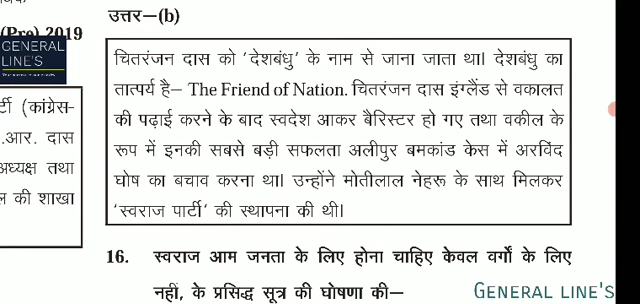 उत्तर–(b)
(Pre) 2019
GENERAL
LINE'S
चितरंजन दास को 'देशबंधु' के नाम से जाना जाता था। देशबंधु का
तात्पर्य है– The Friend of Nation. चितरंजन दास इंग्लैंड से वकालत
की पढ़ाई करने के बाद स्वदेश आकर बैरिस्टर हो गए तथा वकील के
रूप में इनकी सबसे बड़ी सफलता अलीपुर बमकांड केस में अरविंद
घोष का बचाव करना था। उन्होंने मोतीलाल नेहरू के साथ मिलकर
'स्वराज पार्टी' की स्थापना की थी।
र्टी (कांग्रेस-
.आर. दास
अध्यक्ष तथा
की शाखा
16. स्वराज आम जनता के लिए होना चाहिए केवल वर्गों के लिए
नहीं, के प्रसिद्ध सूत्र की घोषणा की–
GENERAL LINE'S